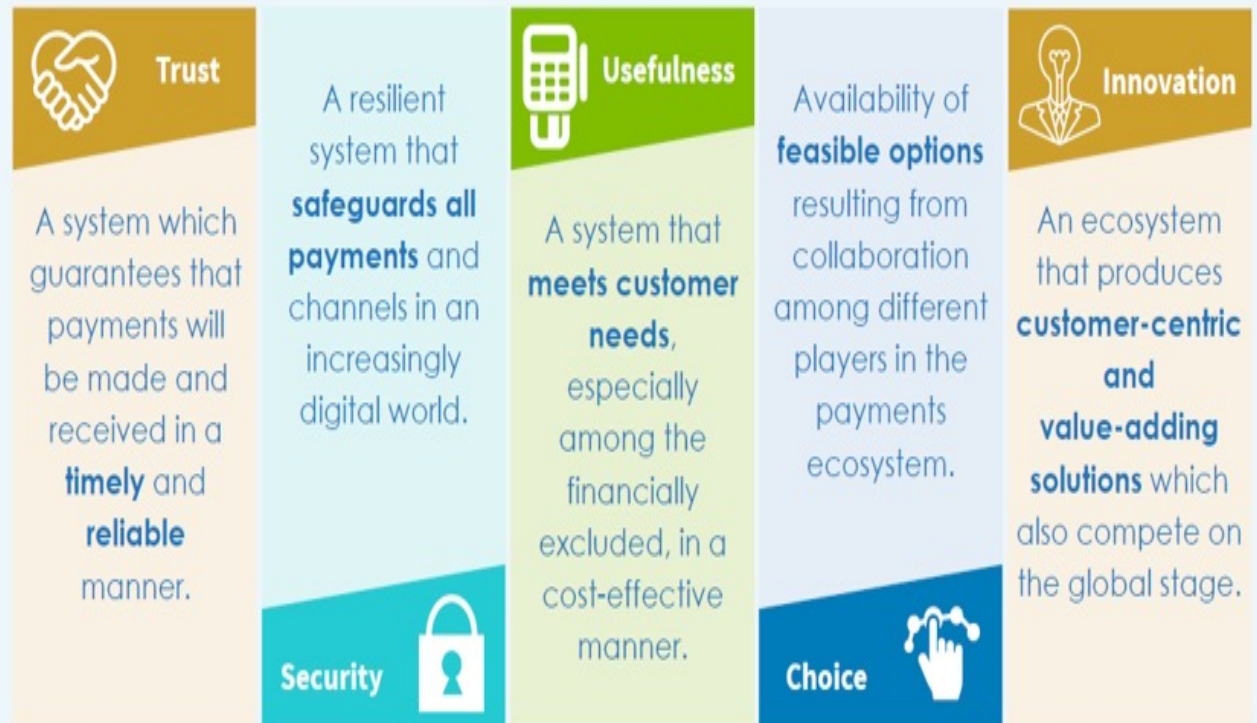 Trust
A system which
guarantees that
payments will
be made and
received in a
timely and
reliable
manner.
A resilient
system that
safeguards all
payments and
channels in an
increasingly
digital world.
Security
Usefulness
A system that
meets customer
needs,
especially
among the
financially
excluded, in a
cost-effective
manner.
Availability of
feasible options
resulting from
collaboration
among different
players in the
payments
ecosystem.
Choice
Innovation
An ecosystem
that produces
customer-centric
and
value-adding
solutions which
also compete on
the global stage.